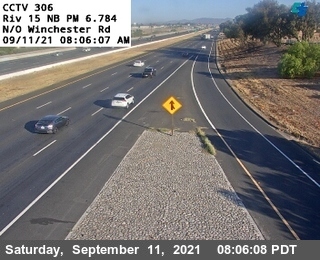 CCTV 306
Riv 15 NB PM 6.784
N/O Winchester Rd
09/11/21 08:06:07 AM
Saturday, September 11, 2021 08:06:08 PDT